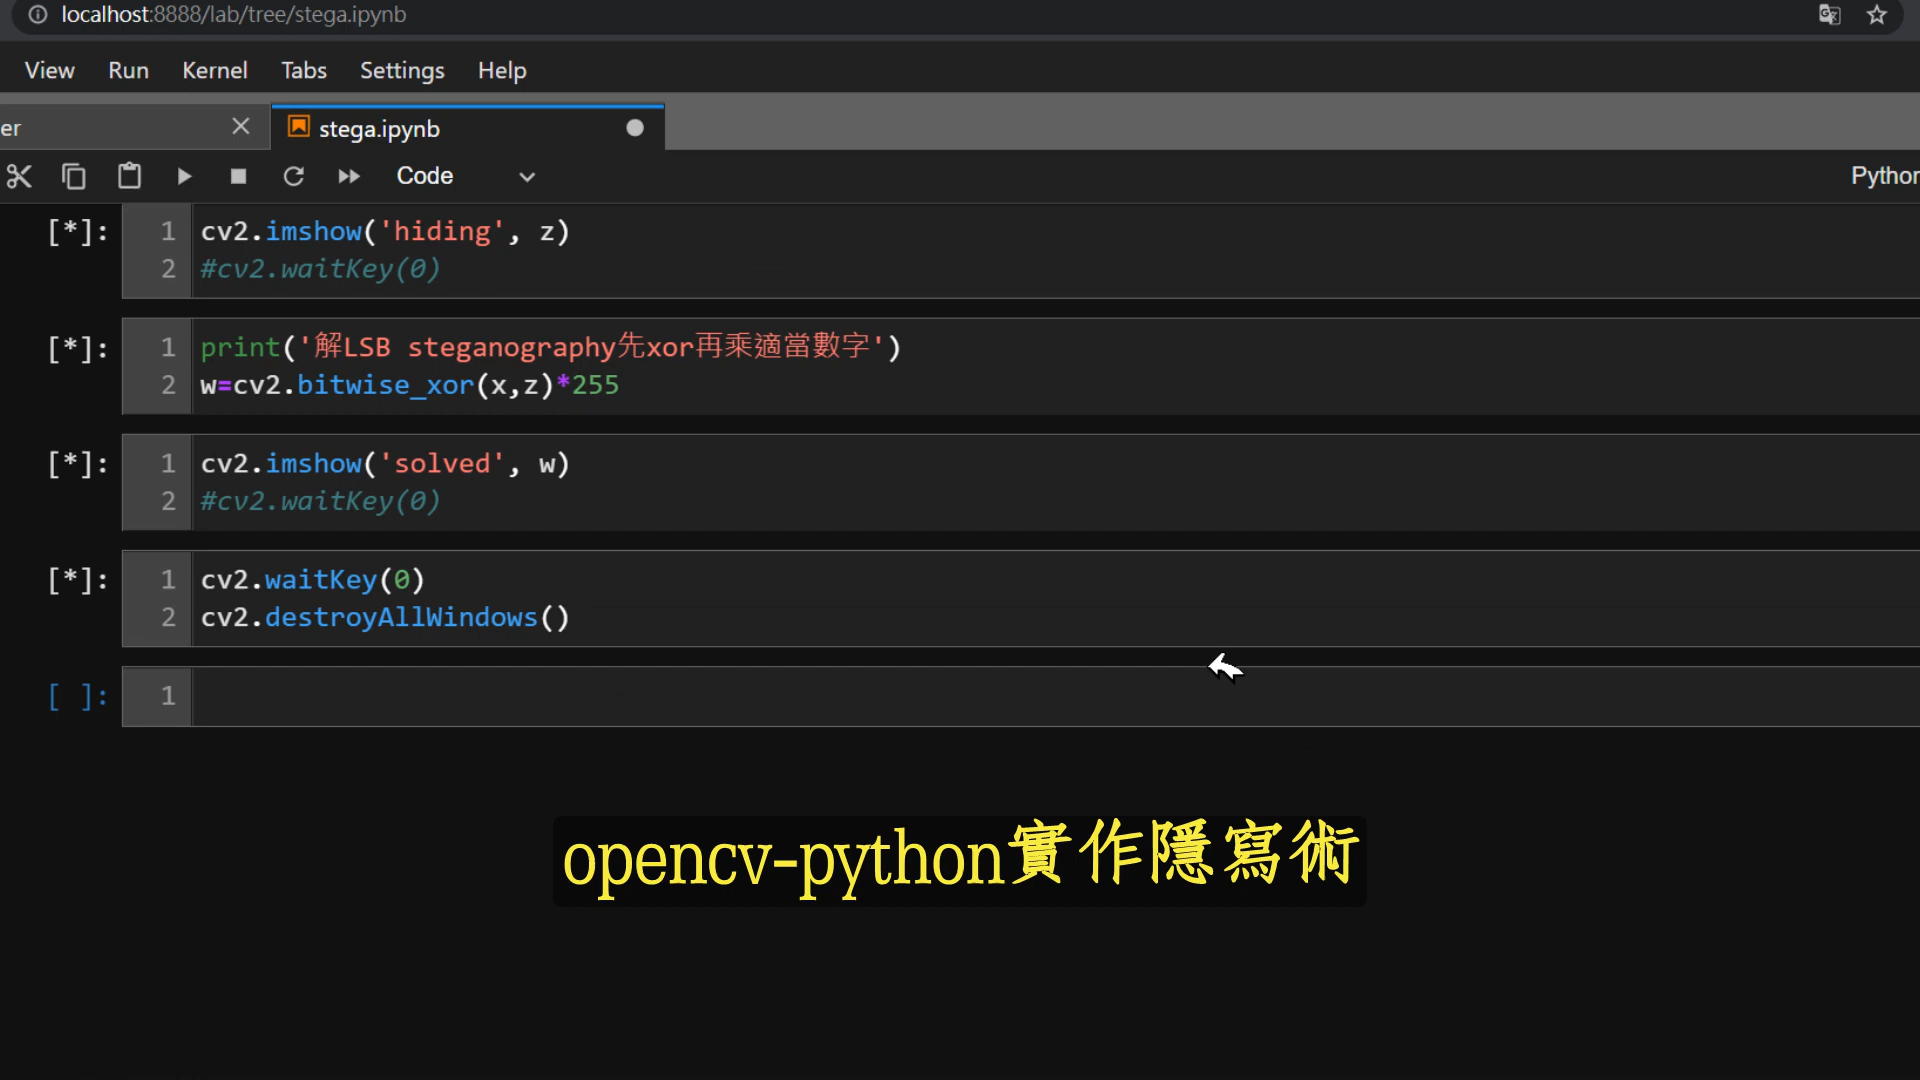 localhost:8888/lab/tree/stega.ipynb
View Run Kernel Tabs Settings Help
er stega.ipynb
Code Python
[*]: 1 cv2.imshow('hiding', z)
2 #cv2.waitKey(0)
[*]: 1 print('解LSB steganography先xor再乘適當數字')
2 w=cv2.bitwise_xor(x,z)*255
[*]: 1 cv2.imshow('solved', w)
2 #cv2.waitKey(0)
[*]: 1 cv2.waitKey(0)
2 cv2.destroyAllWindows()
[ ]: 1
opencv-python實作隱寫術